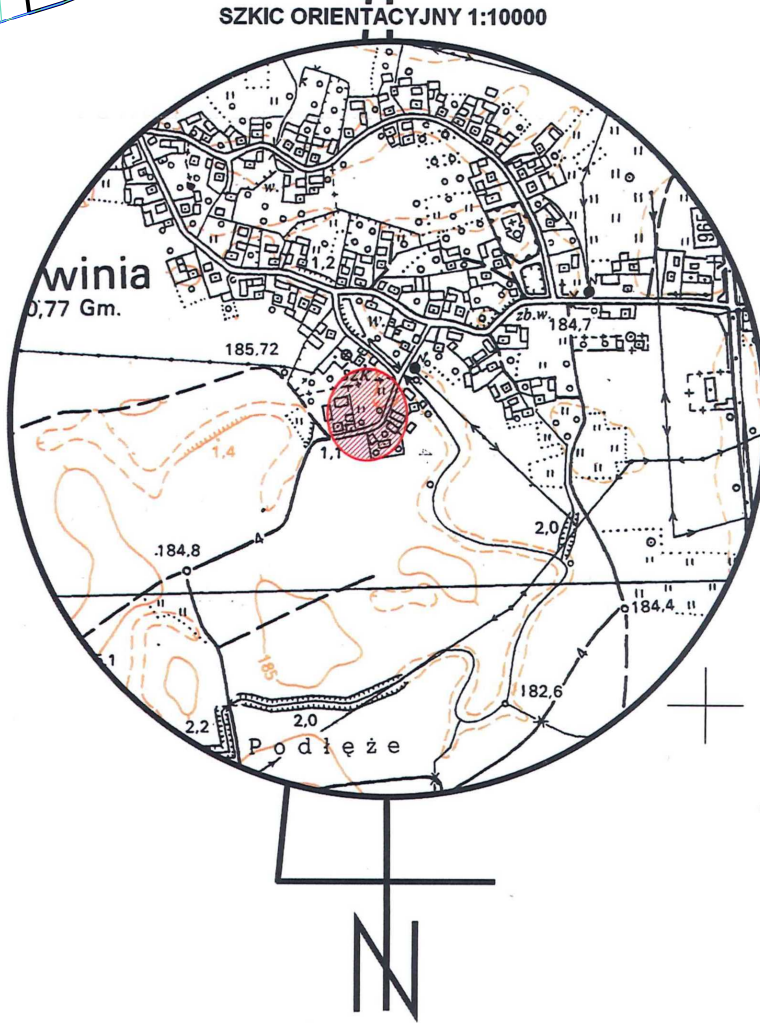 SZKIC ORIENTACYJNY 1:10000
w.
1,2
winia
0,77 Gm.
w.
zb.w.
184,7
185,72
1,4
1,1
2,0
184,8
4
184,4
4
185
182,6
2,2
2,0
Podłęże
N